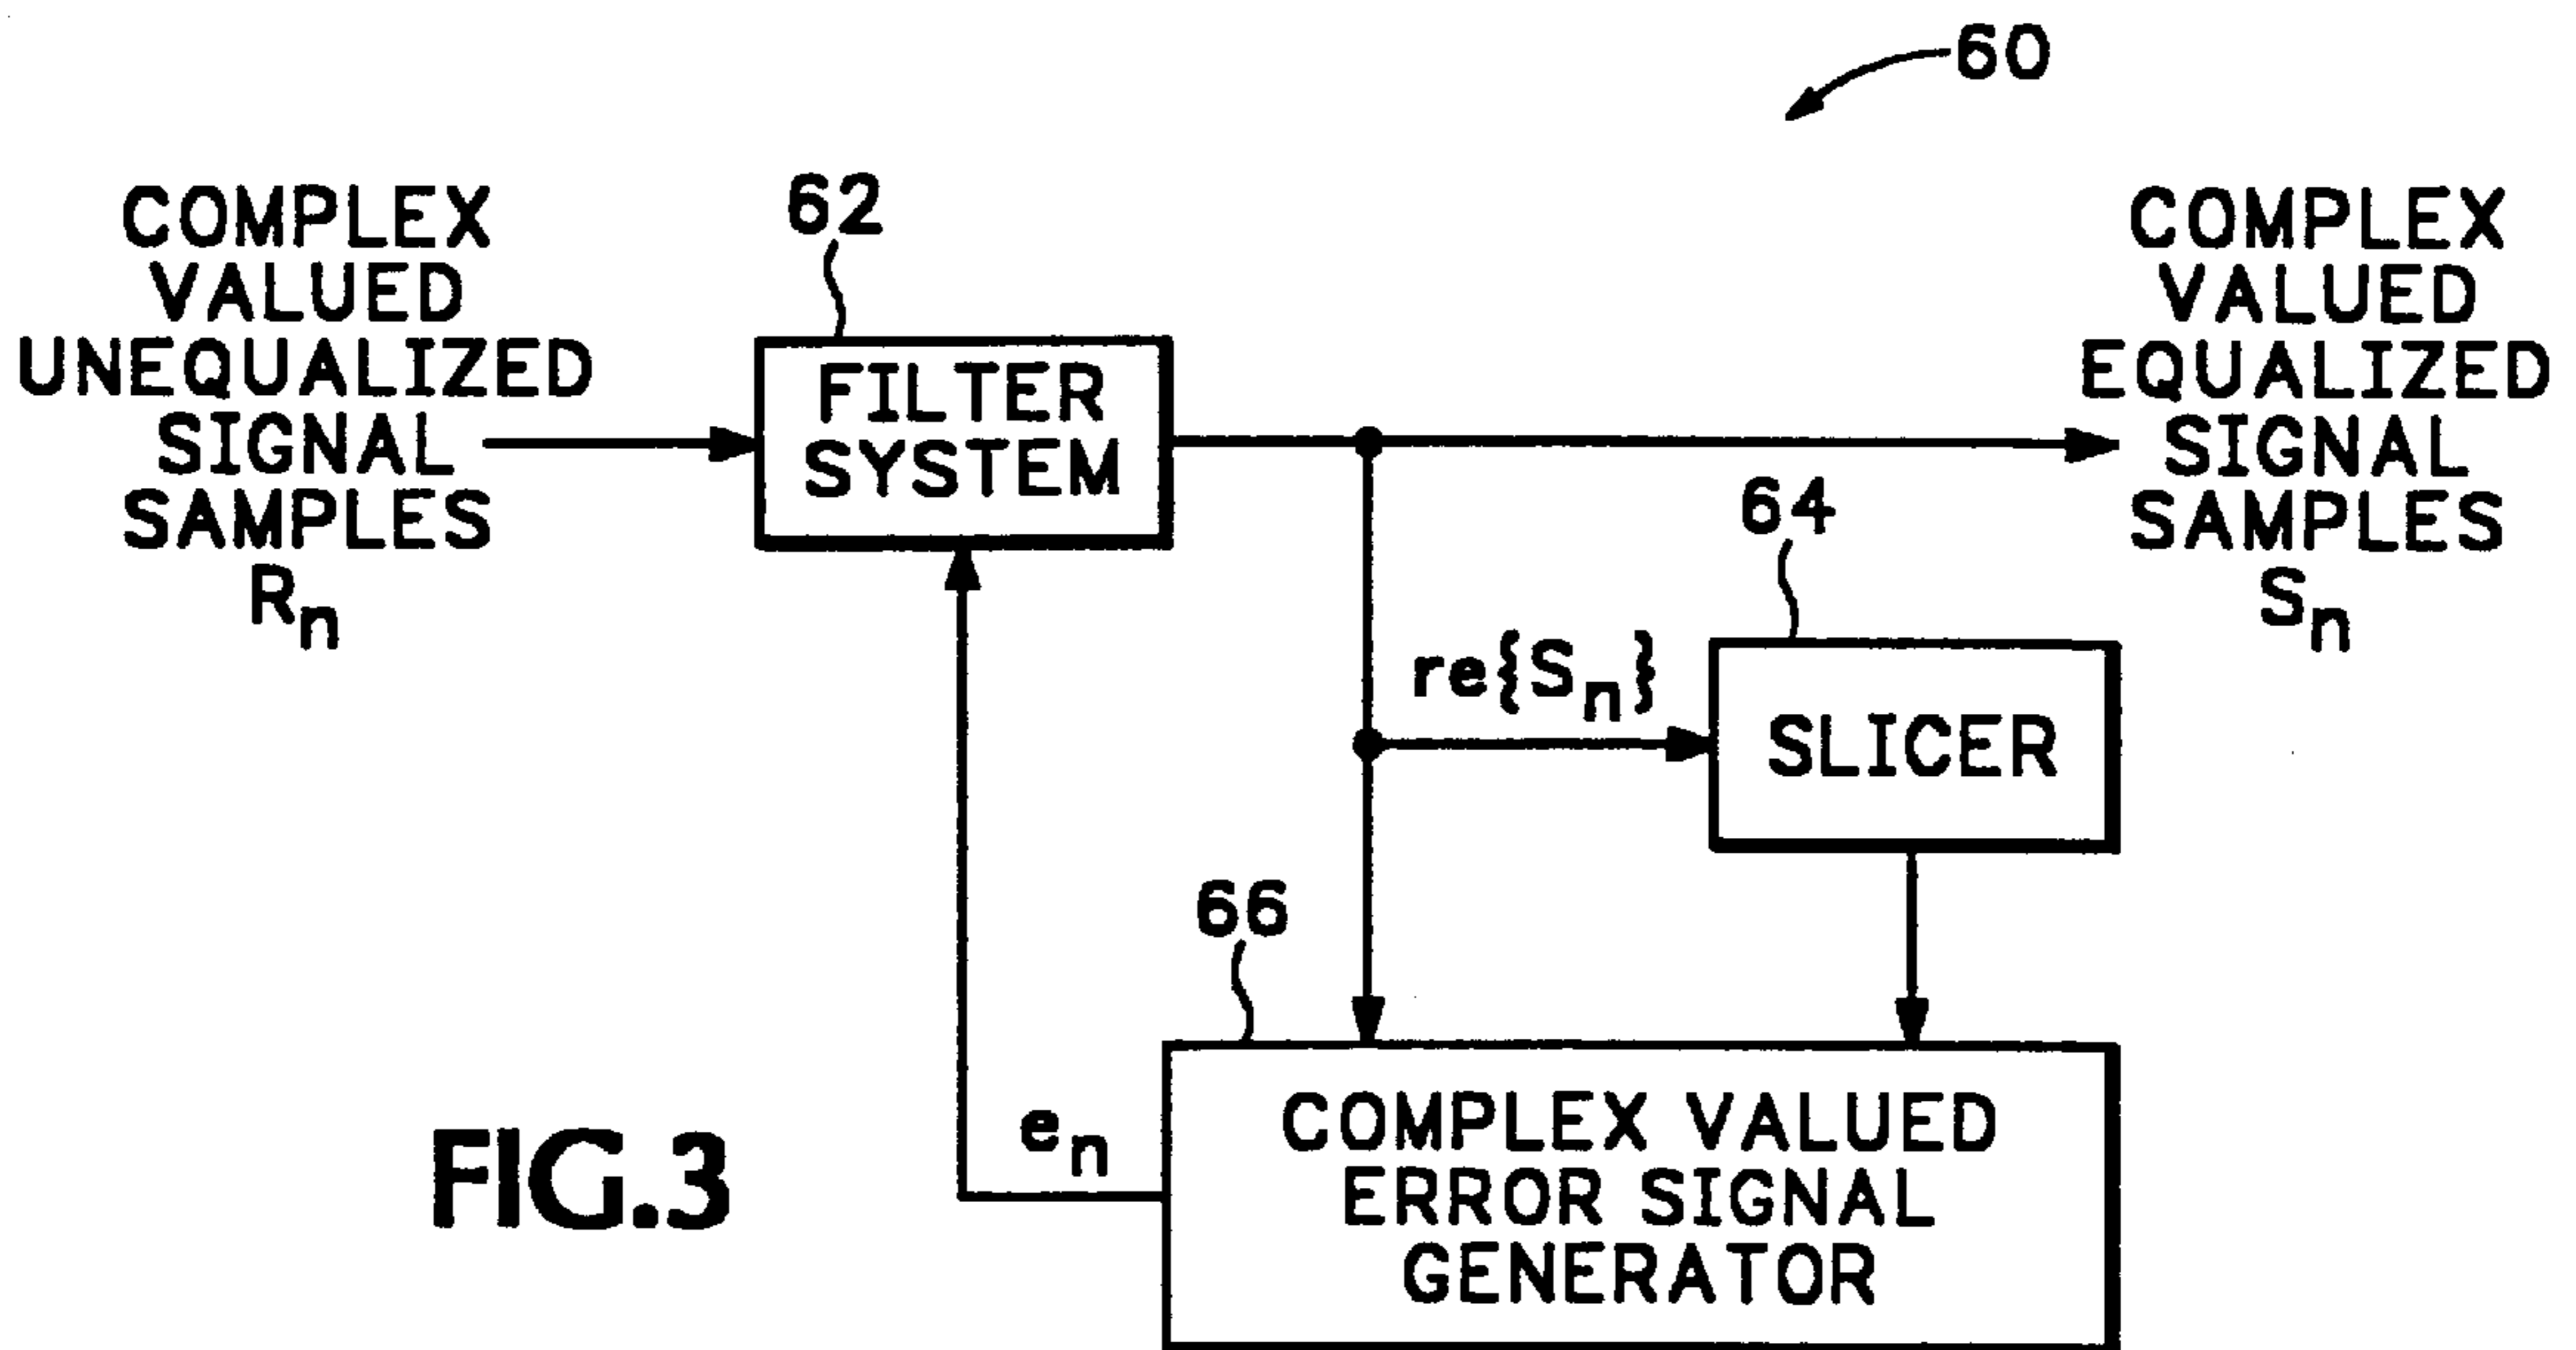 60
COMPLEX
VALUED
UNEQUALIZED
SIGNAL
SAMPLES
Rn
62
FILTER
SYSTEM
COMPLEX
VALUED
EQUALIZED
SIGNAL
SAMPLES
Sn
64
re{Sn}
SLICER
66
en
COMPLEX VALUED
ERROR SIGNAL
GENERATOR
FIG.3